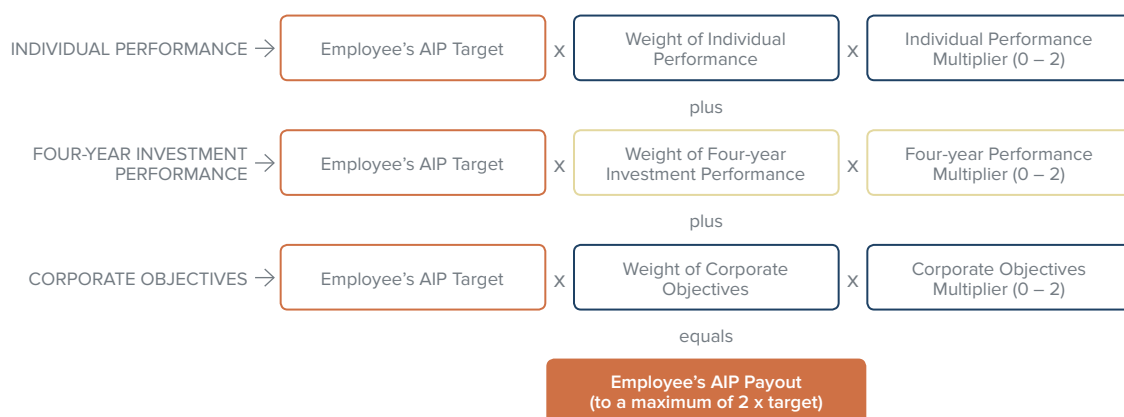 INDIVIDUAL PERFORMANCE → Employee's AIP Target x Weight of Individual Performance x Individual Performance Multiplier (0 – 2)
plus
FOUR-YEAR INVESTMENT PERFORMANCE → Employee's AIP Target x Weight of Four-year Investment Performance x Four-year Performance Multiplier (0 – 2)
plus
CORPORATE OBJECTIVES → Employee's AIP Target x Weight of Corporate Objectives x Corporate Objectives Multiplier (0 – 2)
equals
Employee's AIP Payout
(to a maximum of 2 x target)